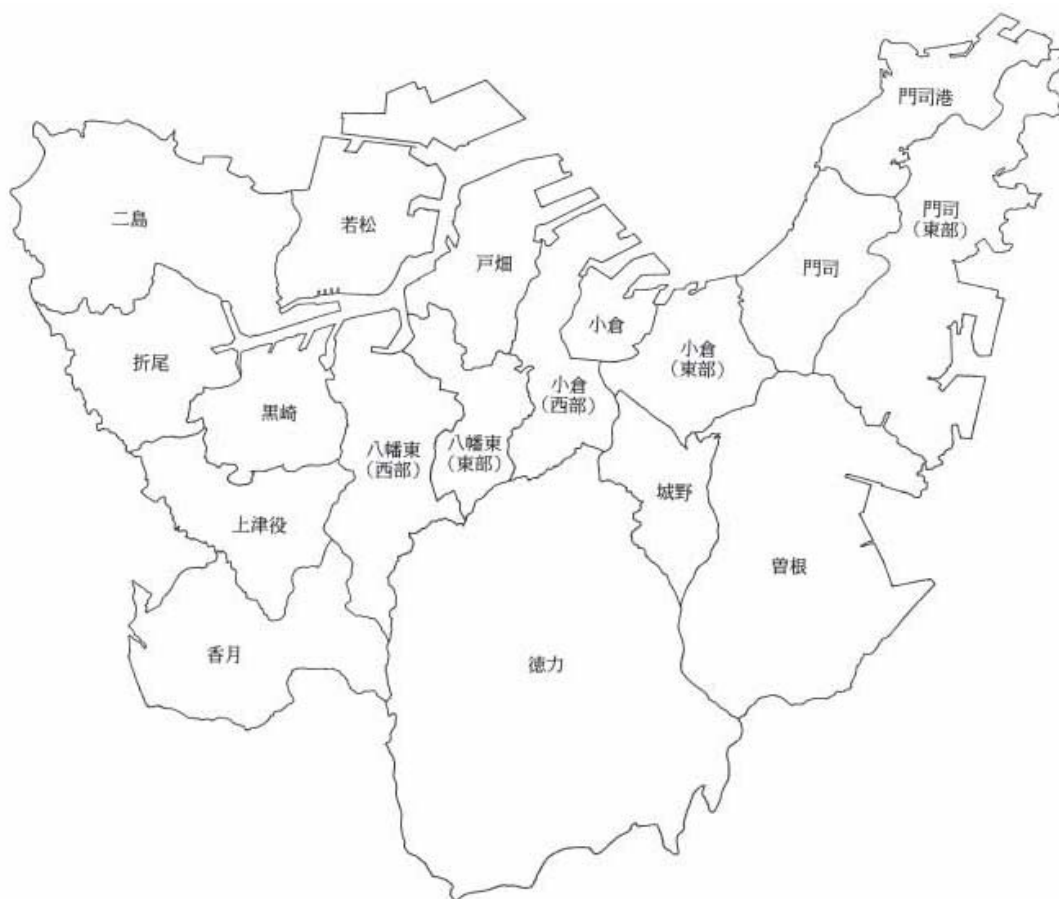 門司港
二島
若松
門司
(東部)
戸畑
門司
小倉
折尾
小倉
(東部)
小倉
(西部)
黒崎
八幡東
(西部)
八幡東
(東部)
城野
上津役
曽根
香月
徳力